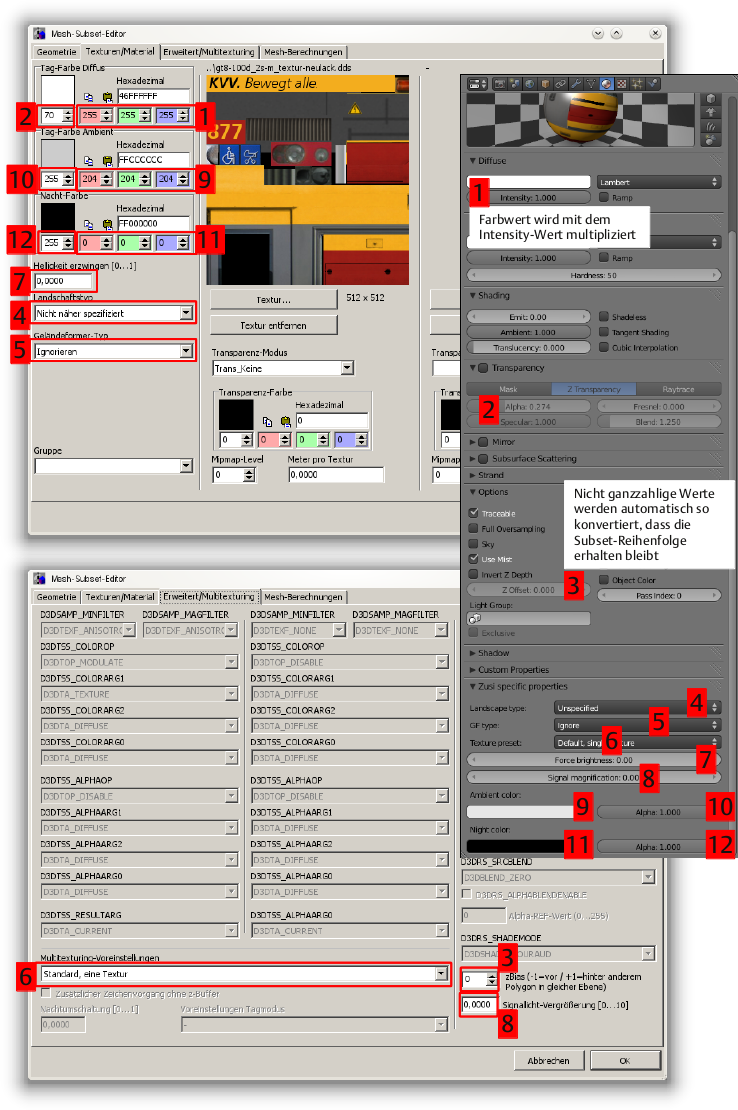 Mesh-Subset-Editor
Geometrie Texturen/Material Erweitert/Multitexturing Mesh-Berechnungen
Tag-Farbe Diffus
Hexadezimal
46FFFFFF
2 70 255 255 255 1
Tag-Farbe Ambient
Hexadezimal
FFCCCCCC
10 255 204 204 204 9
Nacht-Farbe
Hexadezimal
FF000000
12 255 0 0 0 11
Helligkeit erzwingen [0...1]
7 0,0000
Landschaftstyp
4 Nicht näher spezifiziert
Geländeformer-Typ
5 Ignorieren
Gruppe
..\gt8-100d_2s-m_textur-neulack.dds -
KVV. Bewegt alle.
877
Textur... 512 x 512
Textur entfernen
Transparenz-Modus
Trans_Keine
Transparenz-Farbe
Hexadezimal
0
0 0 0 0
Mipmap-Level Meter pro Textur
0 0,0000
Transpa
Trans
Trans
0
Mipmap
0
Diffuse
1
Lambert
Intensity: 1.000 Ramp
Farbwert wird mit dem
Intensity-Wert multipliziert
Intensity: 1.000 Ramp
Hardness: 50
Shading
Emit: 0.00 Shadeless
Ambient: 1.000 Tangent Shading
Translucency: 0.000 Cubic Interpolation
Transparency
Mask Z Transparency Raytrace
2 Alpha: 0.274 Fresnel: 0.000
Specular: 1.000 Blend: 1.250
Mirror
Subsurface Scattering
Strand
Options
Traceable
Full Oversampling
Sky
Use Mist
Invert Z Depth
Z Offset: 0.000 3
Light Group:
Exclusive
Nicht ganzzahlige Werte
werden automatisch so
konvertiert, dass die
Subset-Reihenfolge
erhalten bleibt
Object Color
Pass Index: 0
Shadow
Custom Properties
Zusi specific properties
Landscape type: Unspecified 4
GF type: Ignore 5
Texture preset: Default, single texture 6
Force brightness: 0.00 7
Signal magnification: 0.00 8
Ambient color:
9 Alpha: 1.000 10
Night color:
11 Alpha: 1.000 12
Mesh-Subset-Editor
Geometrie Texturen/Material Erweitert/Multitexturing Mesh-Berechnungen
D3DSAMP_MINFILTER D3DSAMP_MAGFILTER D3DSAMP_MINFILTER D3DSAMP_MAGFILTER
D3DTEXF_ANISOTRO D3DTEXF_ANISOTRO D3DTEXF_NONE D3DTEXF_NONE
D3DTSS_COLOROP D3DTSS_COLOROP
D3DTOP_MODULATE D3DTOP_DISABLE
D3DTSS_COLORARG1 D3DTSS_COLORARG1
D3DTA_TEXTURE D3DTA_DIFFUSE
D3DTSS_COLORARG2 D3DTSS_COLORARG2
D3DTA_DIFFUSE D3DTA_DIFFUSE
D3DTSS_COLORARG0 D3DTSS_COLORARG0
D3DTA_DIFFUSE D3DTA_DIFFUSE
D3DTSS_ALPHAOP D3DTSS_ALPHAOP
D3DTOP_DISABLE D3DTOP_DISABLE
D3DTSS_ALPHAARG1 D3DTSS_ALPHAARG1
D3DTA_DIFFUSE D3DTA_DIFFUSE
D3DTSS_ALPHAARG2 D3DTSS_ALPHAARG2
D3DTA_DIFFUSE D3DTA_DIFFUSE
D3DTSS_ALPHAARG0 D3DTSS_ALPHAARG0
D3DTA_DIFFUSE D3DTA_DIFFUSE
D3DTSS_RESULTARG D3DTSS_ALPHAARG0
D3DTA_CURRENT D3DTA_CURRENT
Multitexturing-Voreinstellungen
6 Standard, eine Textur
Zusätzlicher Zeichenvorgang ohne z-Buffer
Nachtumschaltung [0...1] Voreinstellungen Tagmodus
0,0000 -
D3DRS_SRCBLEND
D3DBLEND_ZERO
D3DRS_ALPHABLENDENABLE
0 Alpha-REF-Wert (0...255)
D3DRS_SHADEMODE
3
0 zBias (-1=vor / +1=hinter anderem
Polygon in gleicher Ebene)
0,0000 Signallicht-Vergrößerung [0...10]
8
Abbrechen OK